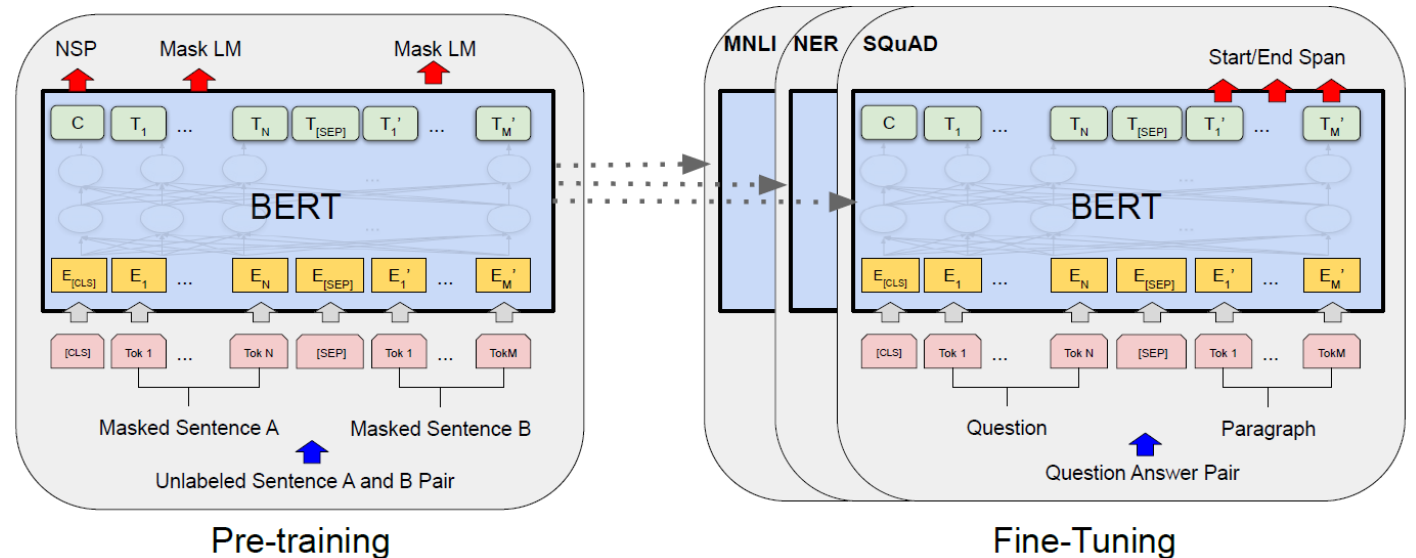 NSP Mask LM Mask LM
C T1 ... TN T[SEP] T1' ... TM'
... 
BERT
...
E[CLS] E1 ... EN E[SEP] E1' ... EM'
[CLS] Tok 1 ... Tok N [SEP] Tok 1 ... TokM
Masked Sentence A Masked Sentence B
Unlabeled Sentence A and B Pair
Pre-training
MNLI NER SQuAD
Start/End Span
C T1 ... TN T[SEP] T1' ... TM'
...
BERT
...
E[CLS] E1 ... EN E[SEP] E1' ... EM'
[CLS] Tok 1 ... Tok N [SEP] Tok 1 ... TokM
Question Paragraph
Question Answer Pair
Fine-Tuning